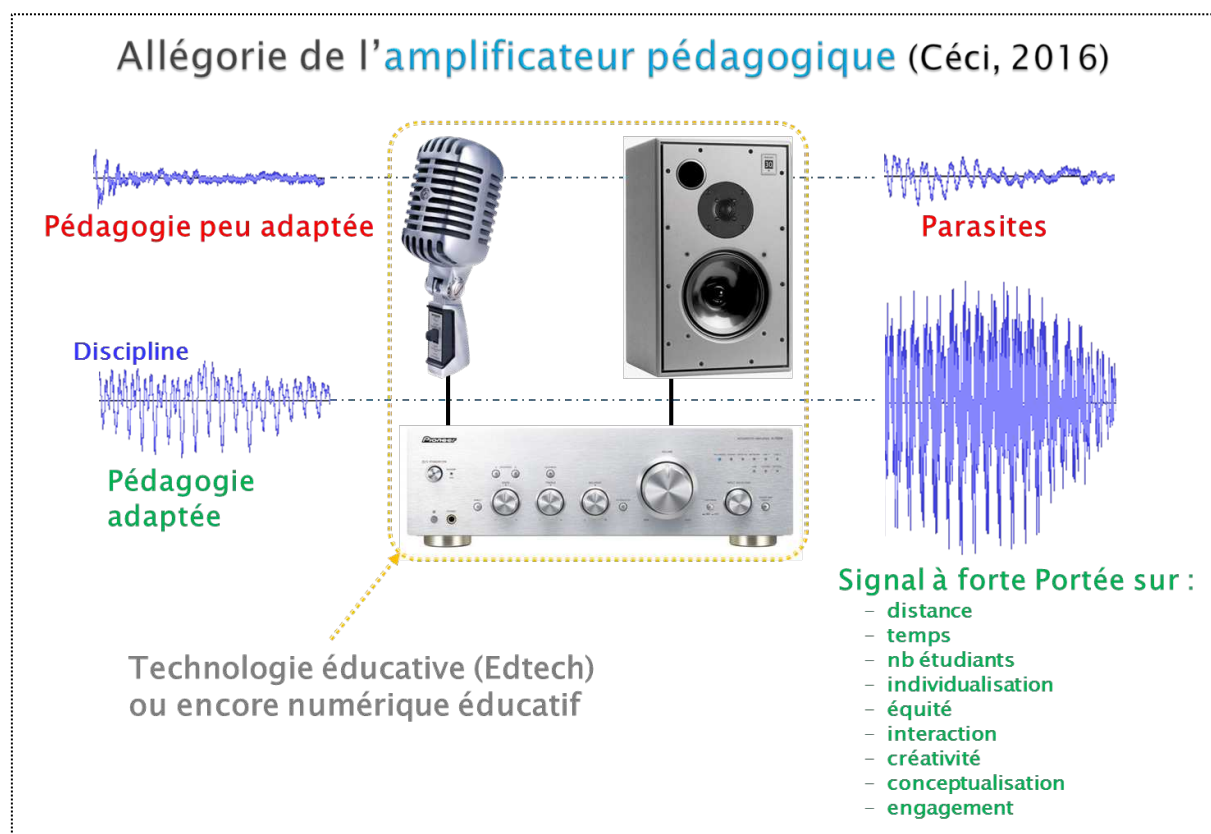 Allégorie de l’amplificateur pédagogique (Céci, 2016)
Pédagogie peu adaptée
Parasites
Discipline
Pédagogie
adaptée
Pioneer
Signal à forte Portée sur :
– distance
– temps
– nb étudiants
– individualisation
– équité
– interaction
– créativité
– conceptualisation
– engagement
Technologie éducative (Edtech)
ou encore numérique éducatif